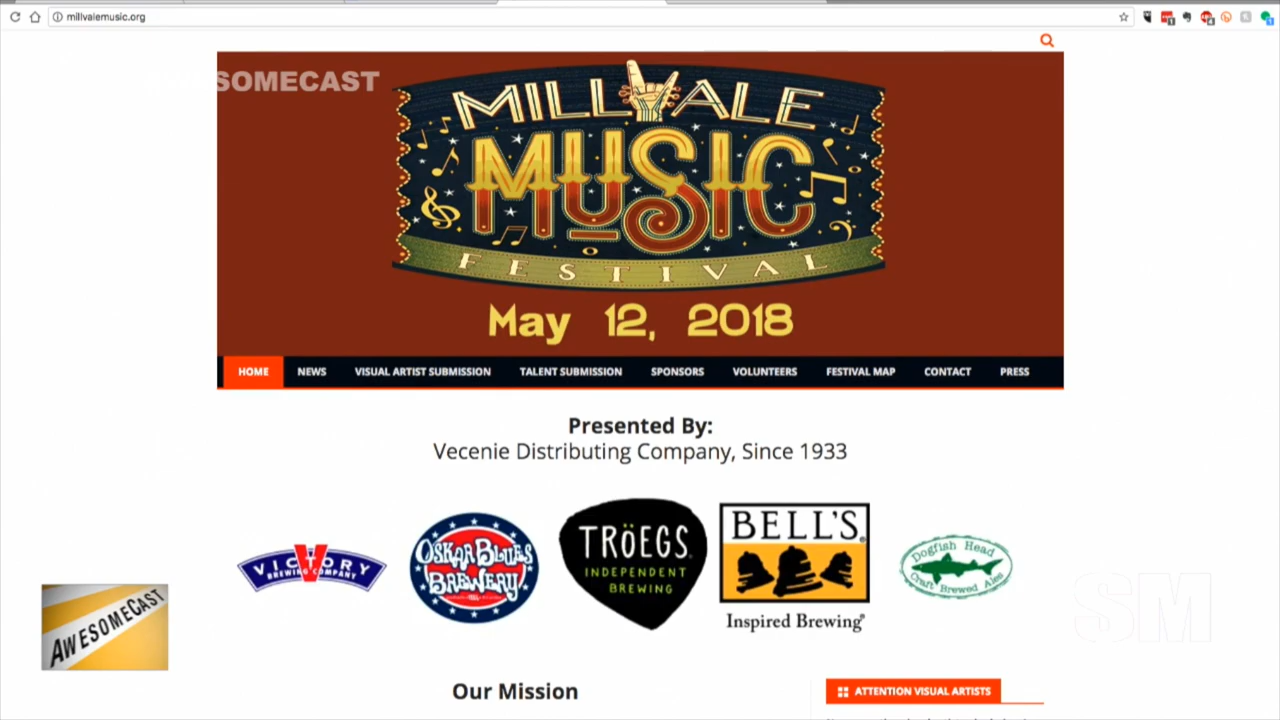 millvalemusic.org
SOMECAST
MILLVALE
MUSIC
FESTIVAL
May 12, 2018
HOME NEWS VISUAL ARTIST SUBMISSION TALENT SUBMISSION SPONSORS VOLUNTEERS FESTIVAL MAP CONTACT PRESS
Presented By:
Vecenie Distributing Company, Since 1933
VICTORY
BREWING COMPANY
OSKAR BLUES
BREWERY
TRöEGS
INDEPENDENT
BREWING
BELL'S
Inspired Brewing®
Dogfish Head
Craft Brewed Ales
AWESOMECAST
SM
Our Mission
ATTENTION VISUAL ARTISTS